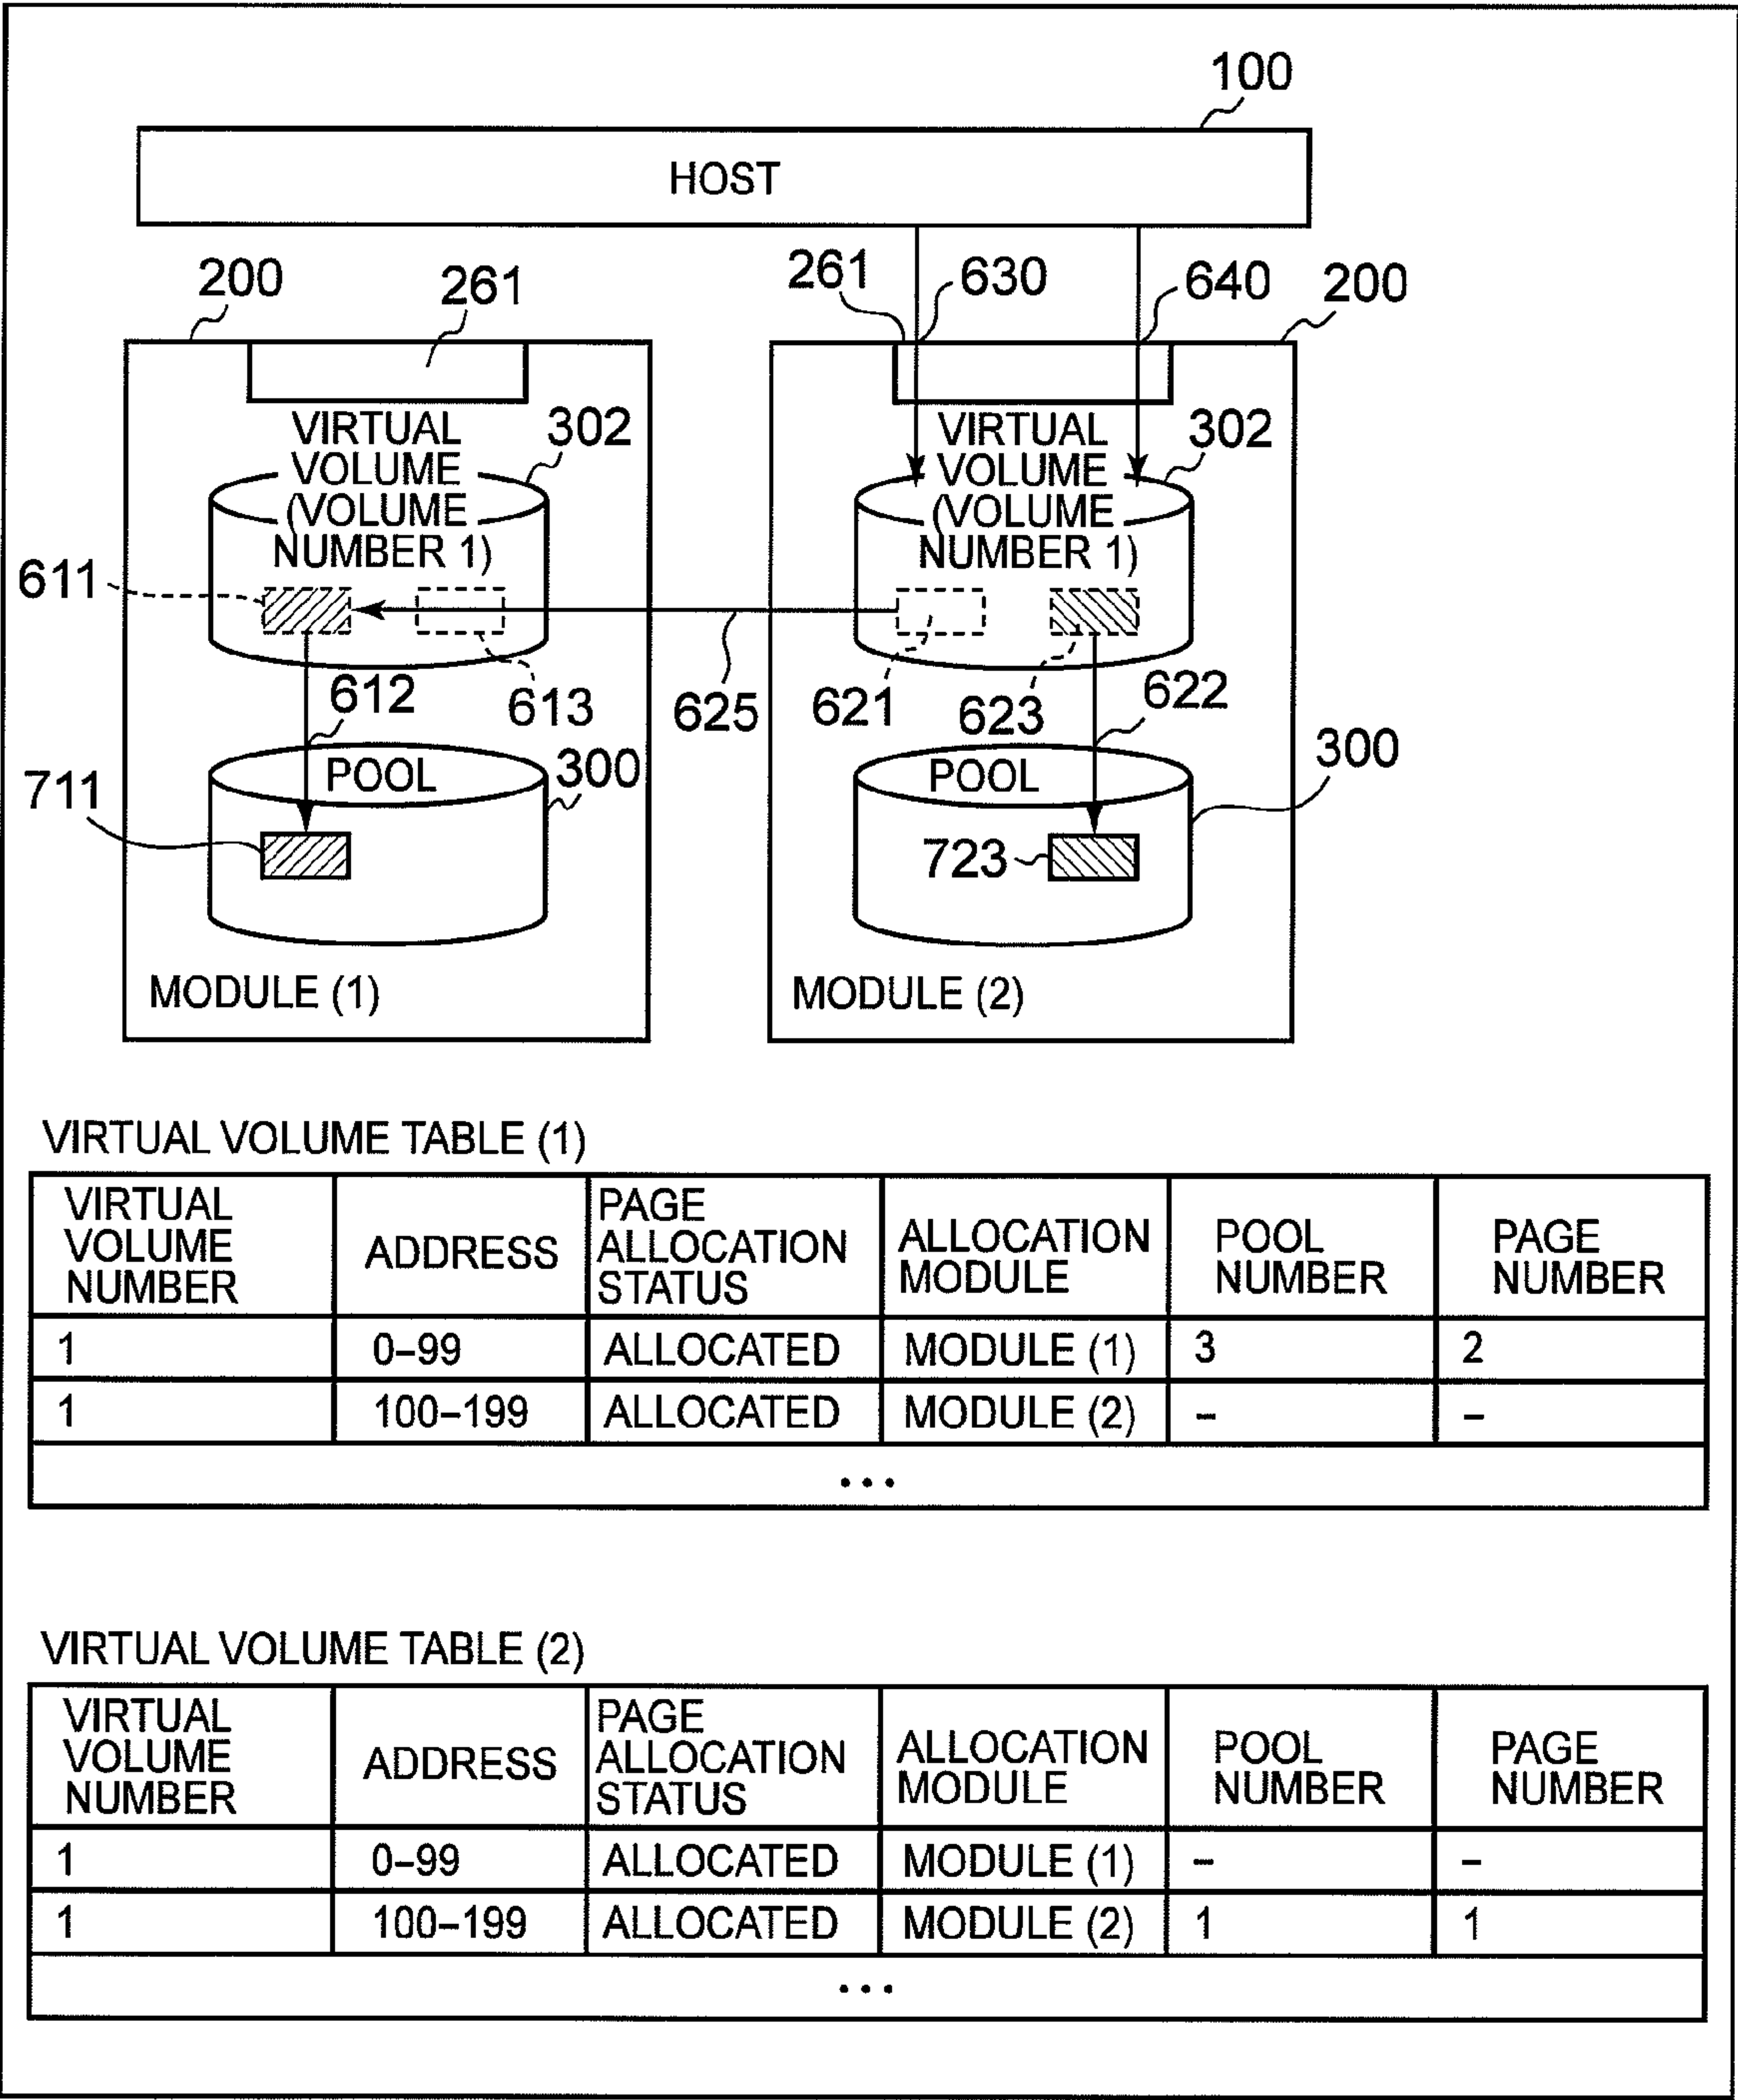 100
HOST
200
261
261
630
640
200
VIRTUAL
VOLUME
(VOLUME
NUMBER 1)
302
VIRTUAL
VOLUME
(VOLUME
NUMBER 1)
302
611
612
613
625
621
623
622
POOL
300
POOL
300
711
723
MODULE (1)
MODULE (2)
VIRTUAL VOLUME TABLE (1)
VIRTUAL VOLUME NUMBER | ADDRESS | PAGE ALLOCATION STATUS | ALLOCATION MODULE | POOL NUMBER | PAGE NUMBER
1 | 0–99 | ALLOCATED | MODULE (1) | 3 | 2
1 | 100–199 | ALLOCATED | MODULE (2) | – | –
...
VIRTUAL VOLUME TABLE (2)
VIRTUAL VOLUME NUMBER | ADDRESS | PAGE ALLOCATION STATUS | ALLOCATION MODULE | POOL NUMBER | PAGE NUMBER
1 | 0–99 | ALLOCATED | MODULE (1) | – | –
1 | 100–199 | ALLOCATED | MODULE (2) | 1 | 1
...